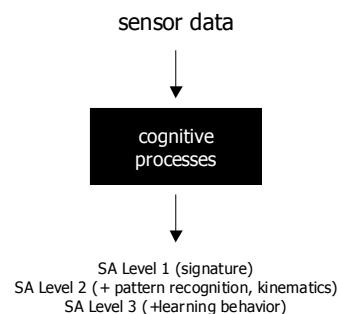 sensor data
cognitive
processes
SA Level 1 (signature)
SA Level 2 (+ pattern recognition, kinematics)
SA Level 3 (+learning behavior)